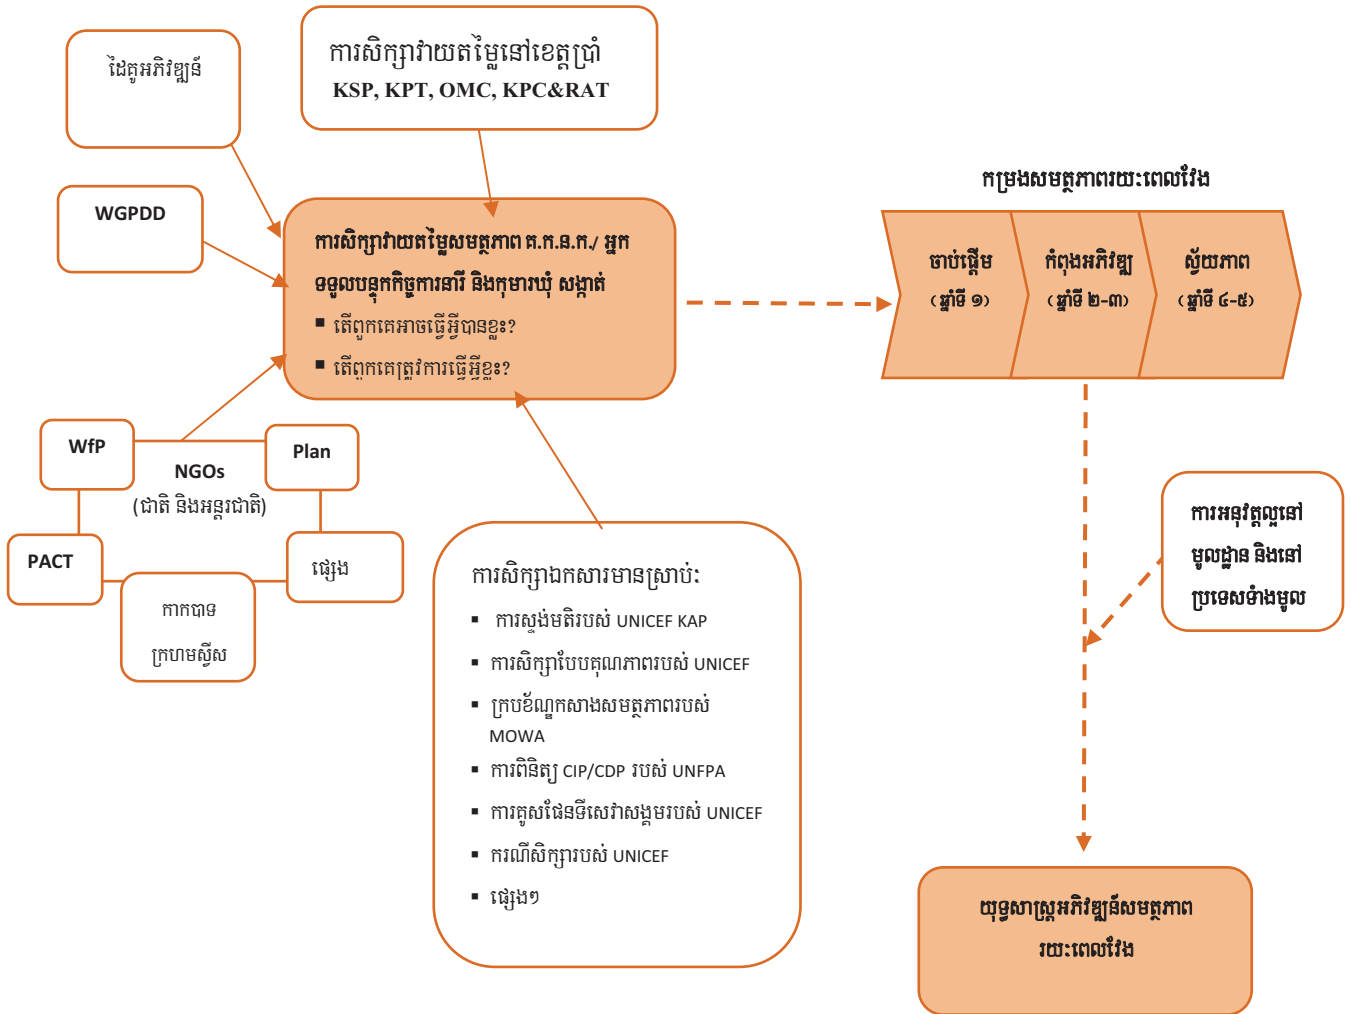 ដៃគូអភិវឌ្ឍន៍
ការសិក្សាវាយតម្លៃនៅខេត្តប្រាំ
KSP, KPT, OMC, KPC&RAT
WGPDD
ការសិក្សាវាយតម្លៃសមត្ថភាព គ.ក.ន.ក./ អ្នក
ទទួលបន្ទុកកិច្ចការនារី និងកុមារឃុំ សង្កាត់
▪ តើពួកគេអាចធ្វើអ្វីបានខ្លះ?
▪ តើពួកគេត្រូវការធ្វើអ្វីខ្លះ?
កម្រងសមត្ថភាពរយៈពេលវែង
ចាប់ផ្តើម
(ឆ្នាំទី ១)
កំពុងអភិវឌ្ឍ
(ឆ្នាំទី ២-៣)
ស្វ័យភាព
(ឆ្នាំទី ៤-៥)
WfP
NGOs
(ជាតិ និងអន្តរជាតិ)
Plan
PACT
ផ្សេង
កាកបាទ
ក្រហមស្វីស
ការសិក្សាឯកសារមានស្រាប់:
▪ ការស្ទង់មតិរបស់ UNICEF KAP
▪ ការសិក្សាបែបគុណភាពរបស់ UNICEF
▪ ក្របខ័ណ្ឌកសាងសមត្ថភាពរបស់
MOWA
▪ ការពិនិត្យ CIP/CDP របស់ UNFPA
▪ ការគូសផែនទីសេវាសង្គមរបស់ UNICEF
▪ ករណីសិក្សារបស់ UNICEF
▪ ផ្សេងៗ
ការអនុវត្តល្អនៅ
មូលដ្ឋាន និងនៅ
ប្រទេសទំាងមូល
យុទ្ធសាស្ត្រអភិវឌ្ឍន៍សមត្ថភាព
រយៈពេលវែង